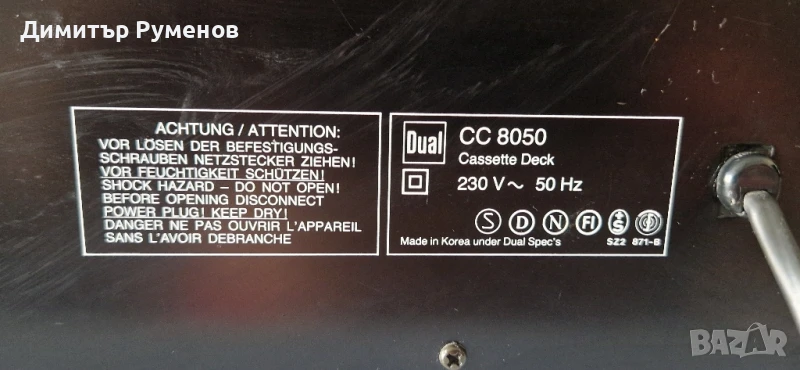 Димитър Руменов
ACHTUNG / ATTENTION:
VOR LÖSEN DER BEFESTIGUNGS-
SCHRAUBEN NETZSTECKER ZIEHEN!
VOR FEUCHTIGKEIT SCHÜTZEN!
SHOCK HAZARD – DO NOT OPEN!
BEFORE OPENING DISCONNECT
POWER PLUG! KEEP DRY!
DANGER NE PAS OUVRIR L'APPAREIL
SANS L'AVOIR DEBRANCHE
Dual CC 8050
Cassette Deck
230 V ~ 50 Hz
S D N FI S
Made in Korea under Dual Spec's SZ2 871-B
BAZAR